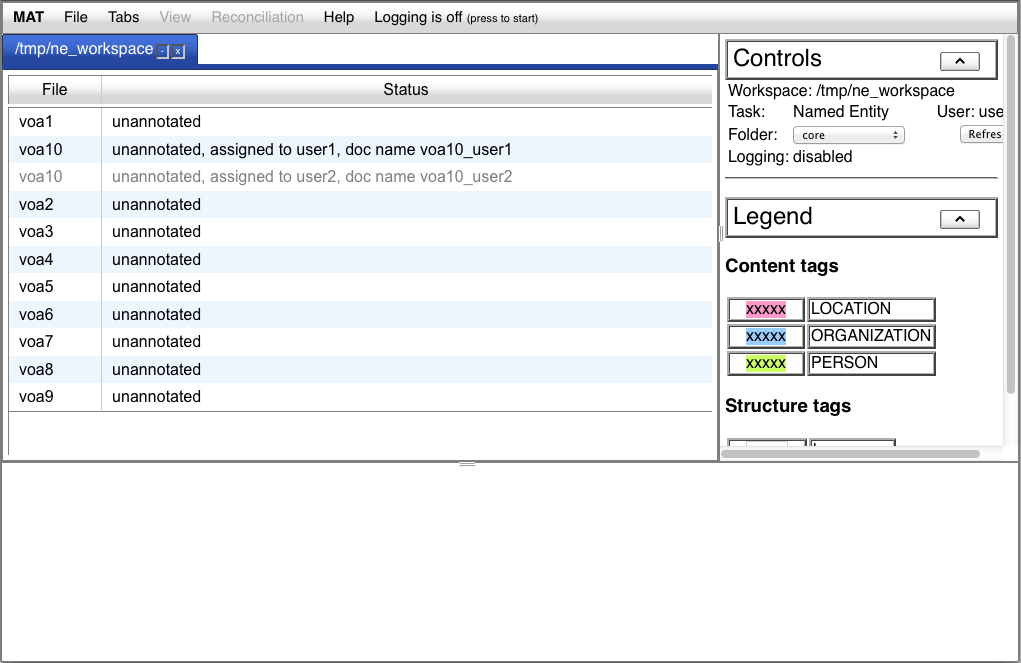 MAT File Tabs View Reconciliation Help Logging is off (press to start)
/tmp/ne_workspace - x
File Status
voa1 unannotated
voa10 unannotated, assigned to user1, doc name voa10_user1
voa10 unannotated, assigned to user2, doc name voa10_user2
voa2 unannotated
voa3 unannotated
voa4 unannotated
voa5 unannotated
voa6 unannotated
voa7 unannotated
voa8 unannotated
voa9 unannotated
Controls
Workspace: /tmp/ne_workspace
Task: Named Entity User: use
Folder: core Refres
Logging: disabled
Legend
Content tags
xxxxx LOCATION
xxxxx ORGANIZATION
xxxxx PERSON
Structure tags